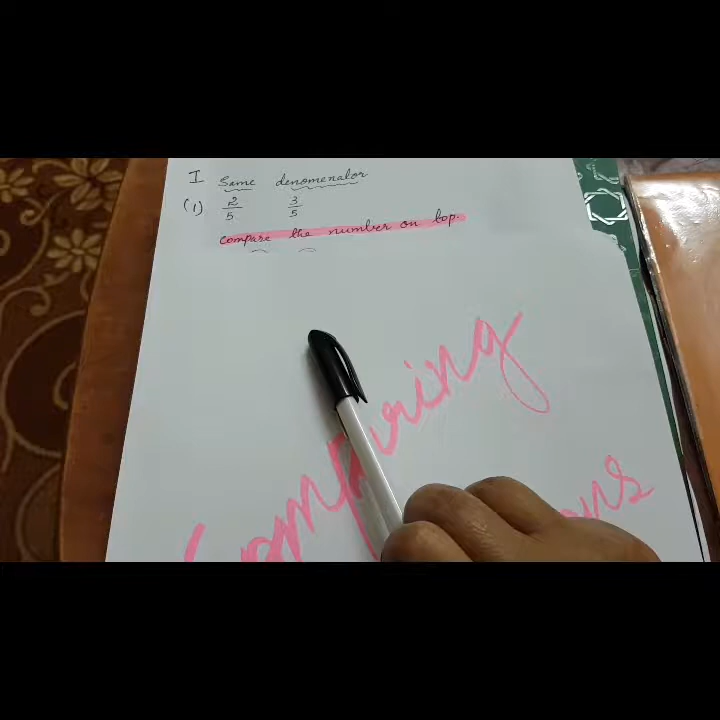 I Same denomenator
(1) 2/5 3/5
Compare the number on top.
Comparing